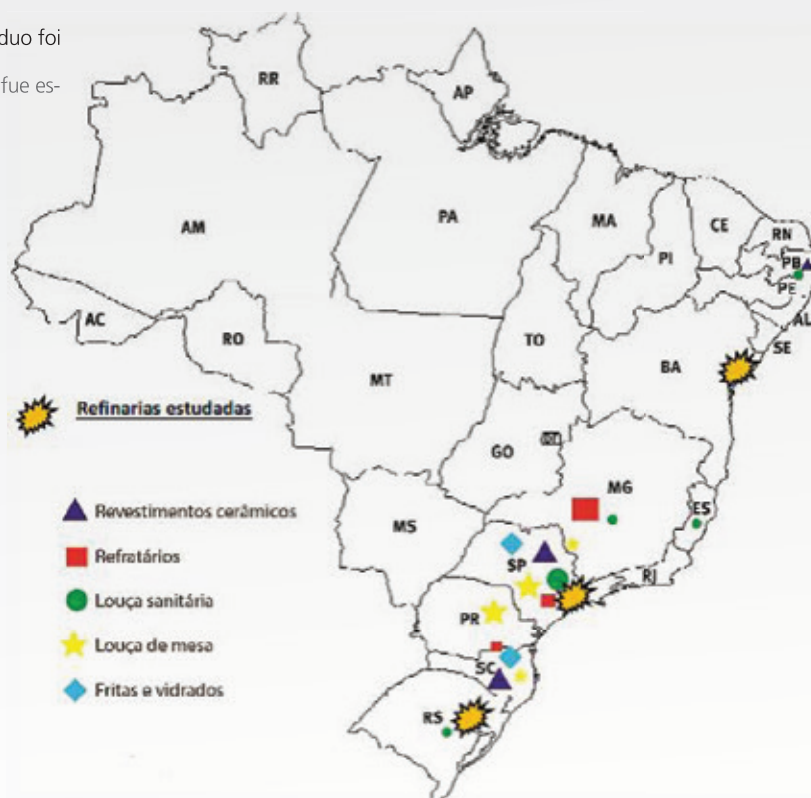 duo foi
fue es-
RR
AP
AM
PA
MA
CE
RN
PI
PB
PE
AC
AL
RO
TO
SE
MT
BA
Refinarias estudadas
GO
DF
MG
ES
Revestimentos cerâmicos
MS
Refratários
SP
RJ
Louça sanitária
PR
Louça de mesa
SC
Fritas e vidrados
RS